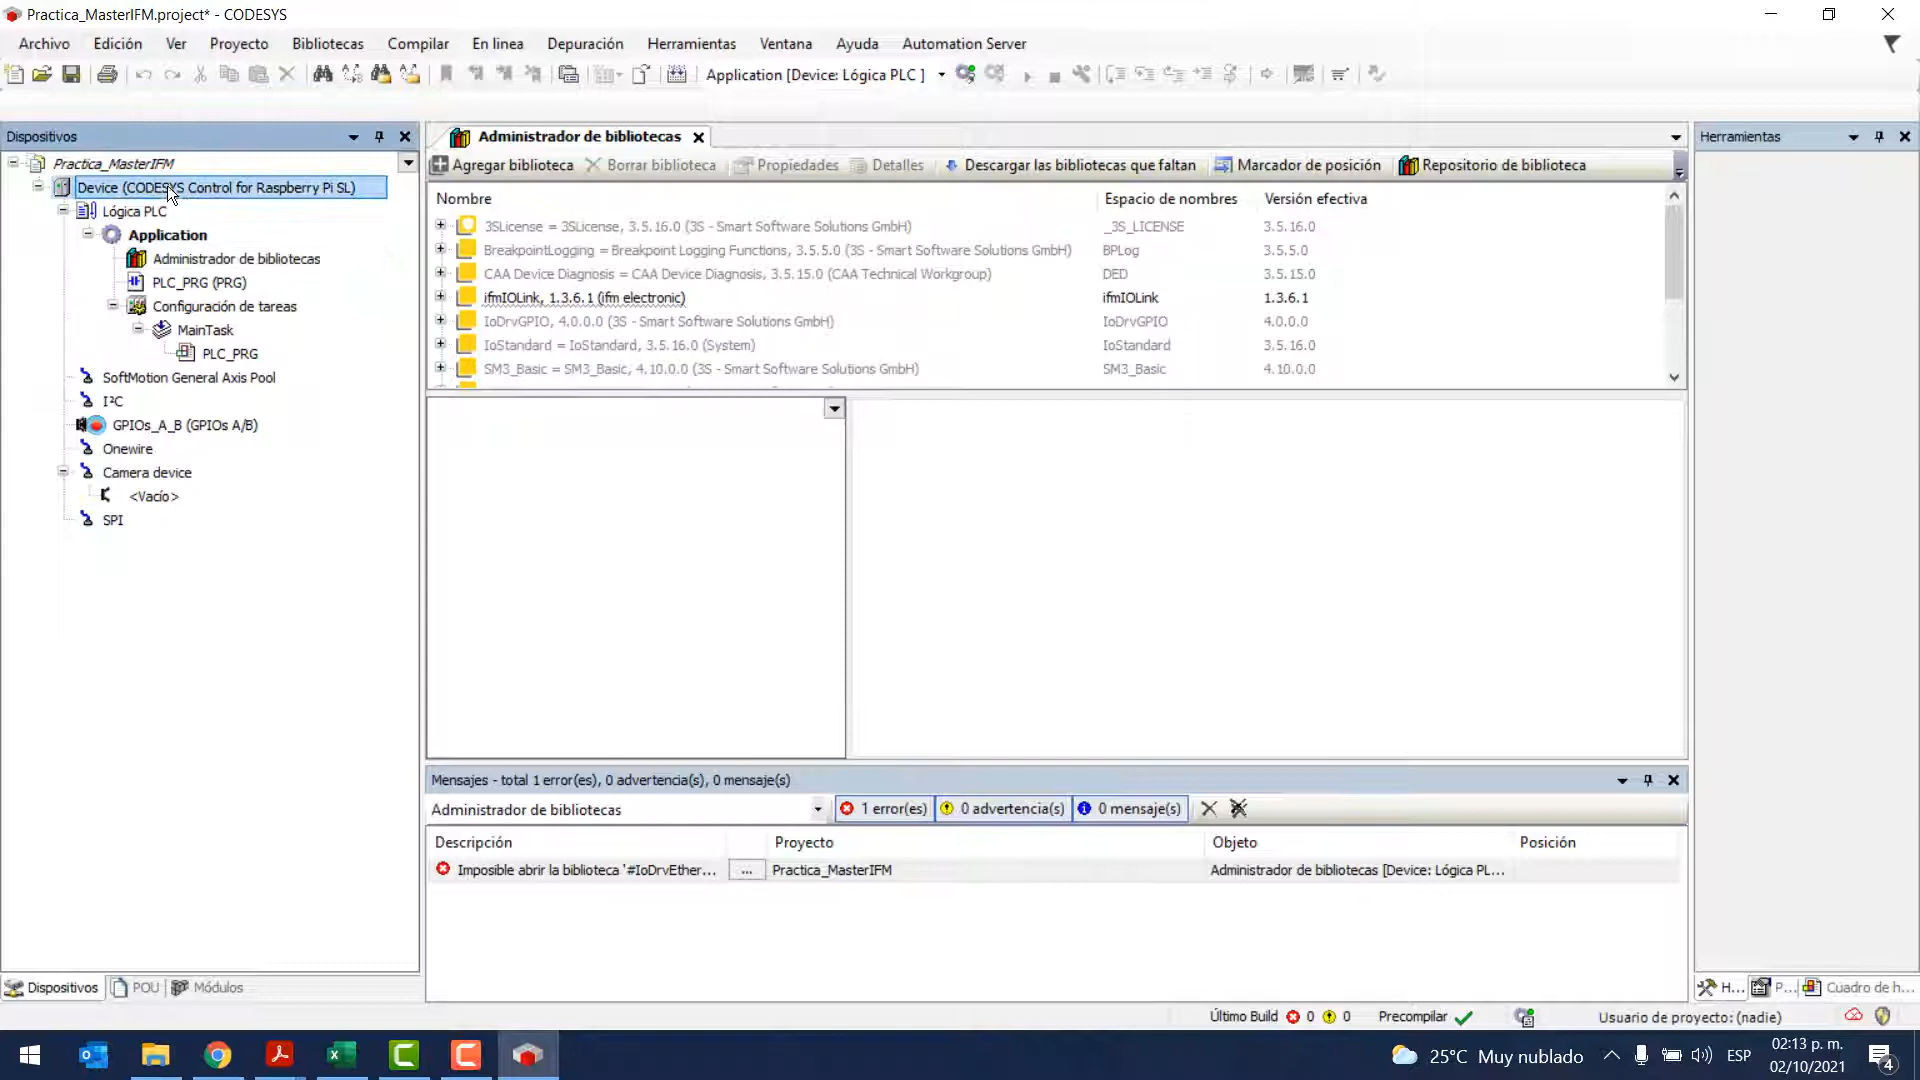 Practica_MasterIFM.project* - CODESYS
Archivo Edición Ver Proyecto Bibliotecas Compilar En linea Depuración Herramientas Ventana Ayuda Automation Server
Application [Device: Lógica PLC ]
Dispositivos
Practica_MasterIFM
Device (CODESYS Control for Raspberry Pi SL)
Lógica PLC
Application
Administrador de bibliotecas
PLC_PRG (PRG)
Configuración de tareas
MainTask
PLC_PRG
SoftMotion General Axis Pool
I²C
GPIOs_A_B (GPIOs A/B)
Onewire
Camera device
<Vacío>
SPI
Dispositivos POU Módulos
Administrador de bibliotecas
Agregar biblioteca Borrar biblioteca Propiedades Detalles Descargar las bibliotecas que faltan Marcador de posición Repositorio de biblioteca
Nombre Espacio de nombres Versión efectiva
3SLicense = 3SLicense, 3.5.16.0 (3S - Smart Software Solutions GmbH) _3S_LICENSE 3.5.16.0
BreakpointLogging = Breakpoint Logging Functions, 3.5.5.0 (3S - Smart Software Solutions GmbH) BPLog 3.5.5.0
CAA Device Diagnosis = CAA Device Diagnosis, 3.5.15.0 (CAA Technical Workgroup) DED 3.5.15.0
ifmIOLink, 1.3.6.1 (ifm electronic) ifmIOLink 1.3.6.1
IoDrvGPIO, 4.0.0.0 (3S - Smart Software Solutions GmbH) IoDrvGPIO 4.0.0.0
IoStandard = IoStandard, 3.5.16.0 (System) IoStandard 3.5.16.0
SM3_Basic = SM3_Basic, 4.10.0.0 (3S - Smart Software Solutions GmbH) SM3_Basic 4.10.0.0
Mensajes - total 1 error(es), 0 advertencia(s), 0 mensaje(s)
Administrador de bibliotecas 1 error(es) 0 advertencia(s) 0 mensaje(s)
Descripción Proyecto Objeto Posición
Imposible abrir la biblioteca '#IoDrvEther... ... Practica_MasterIFM Administrador de bibliotecas [Device: Lógica PL...
Herramientas
H... P... Cuadro de h...
Último Build 0 0 Precompilar Usuario de proyecto: (nadie)
25°C Muy nublado ESP 02:13 p. m.
02/10/2021
4